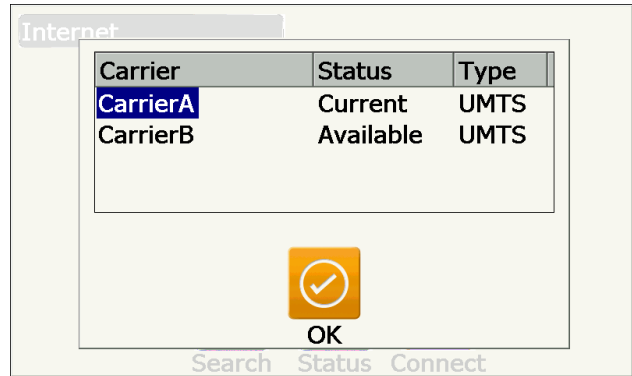 Internet
Carrier Status Type
CarrierA Current UMTS
CarrierB Available UMTS
OK
Search Status Connect